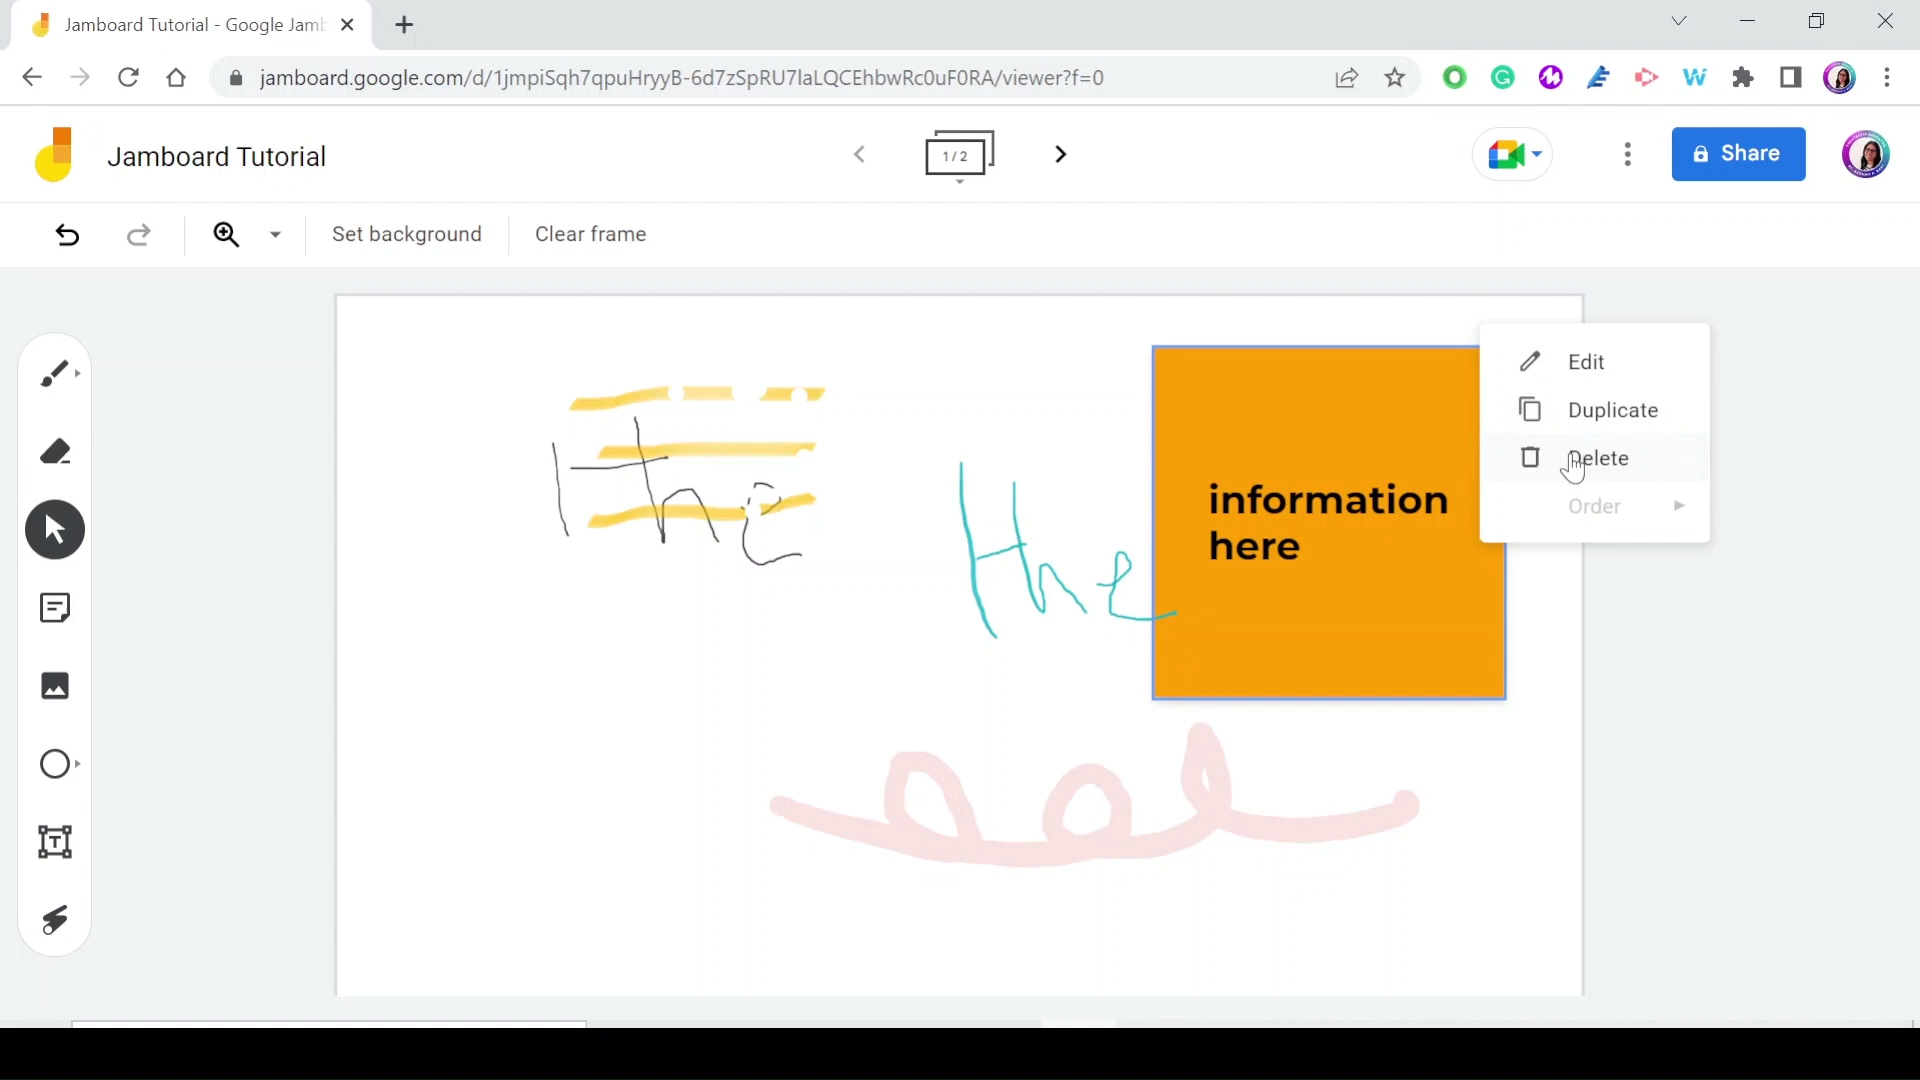 Jamboard Tutorial - Google Jamb
jamboard.google.com/d/1jmpiSqh7qpuHryyB-6d7zSpRU7laLQCEhbwRc0uF0RA/viewer?f=0
Jamboard Tutorial
1/2
Share
Set background
Clear frame
Edit
Duplicate
Delete
Order
information
here